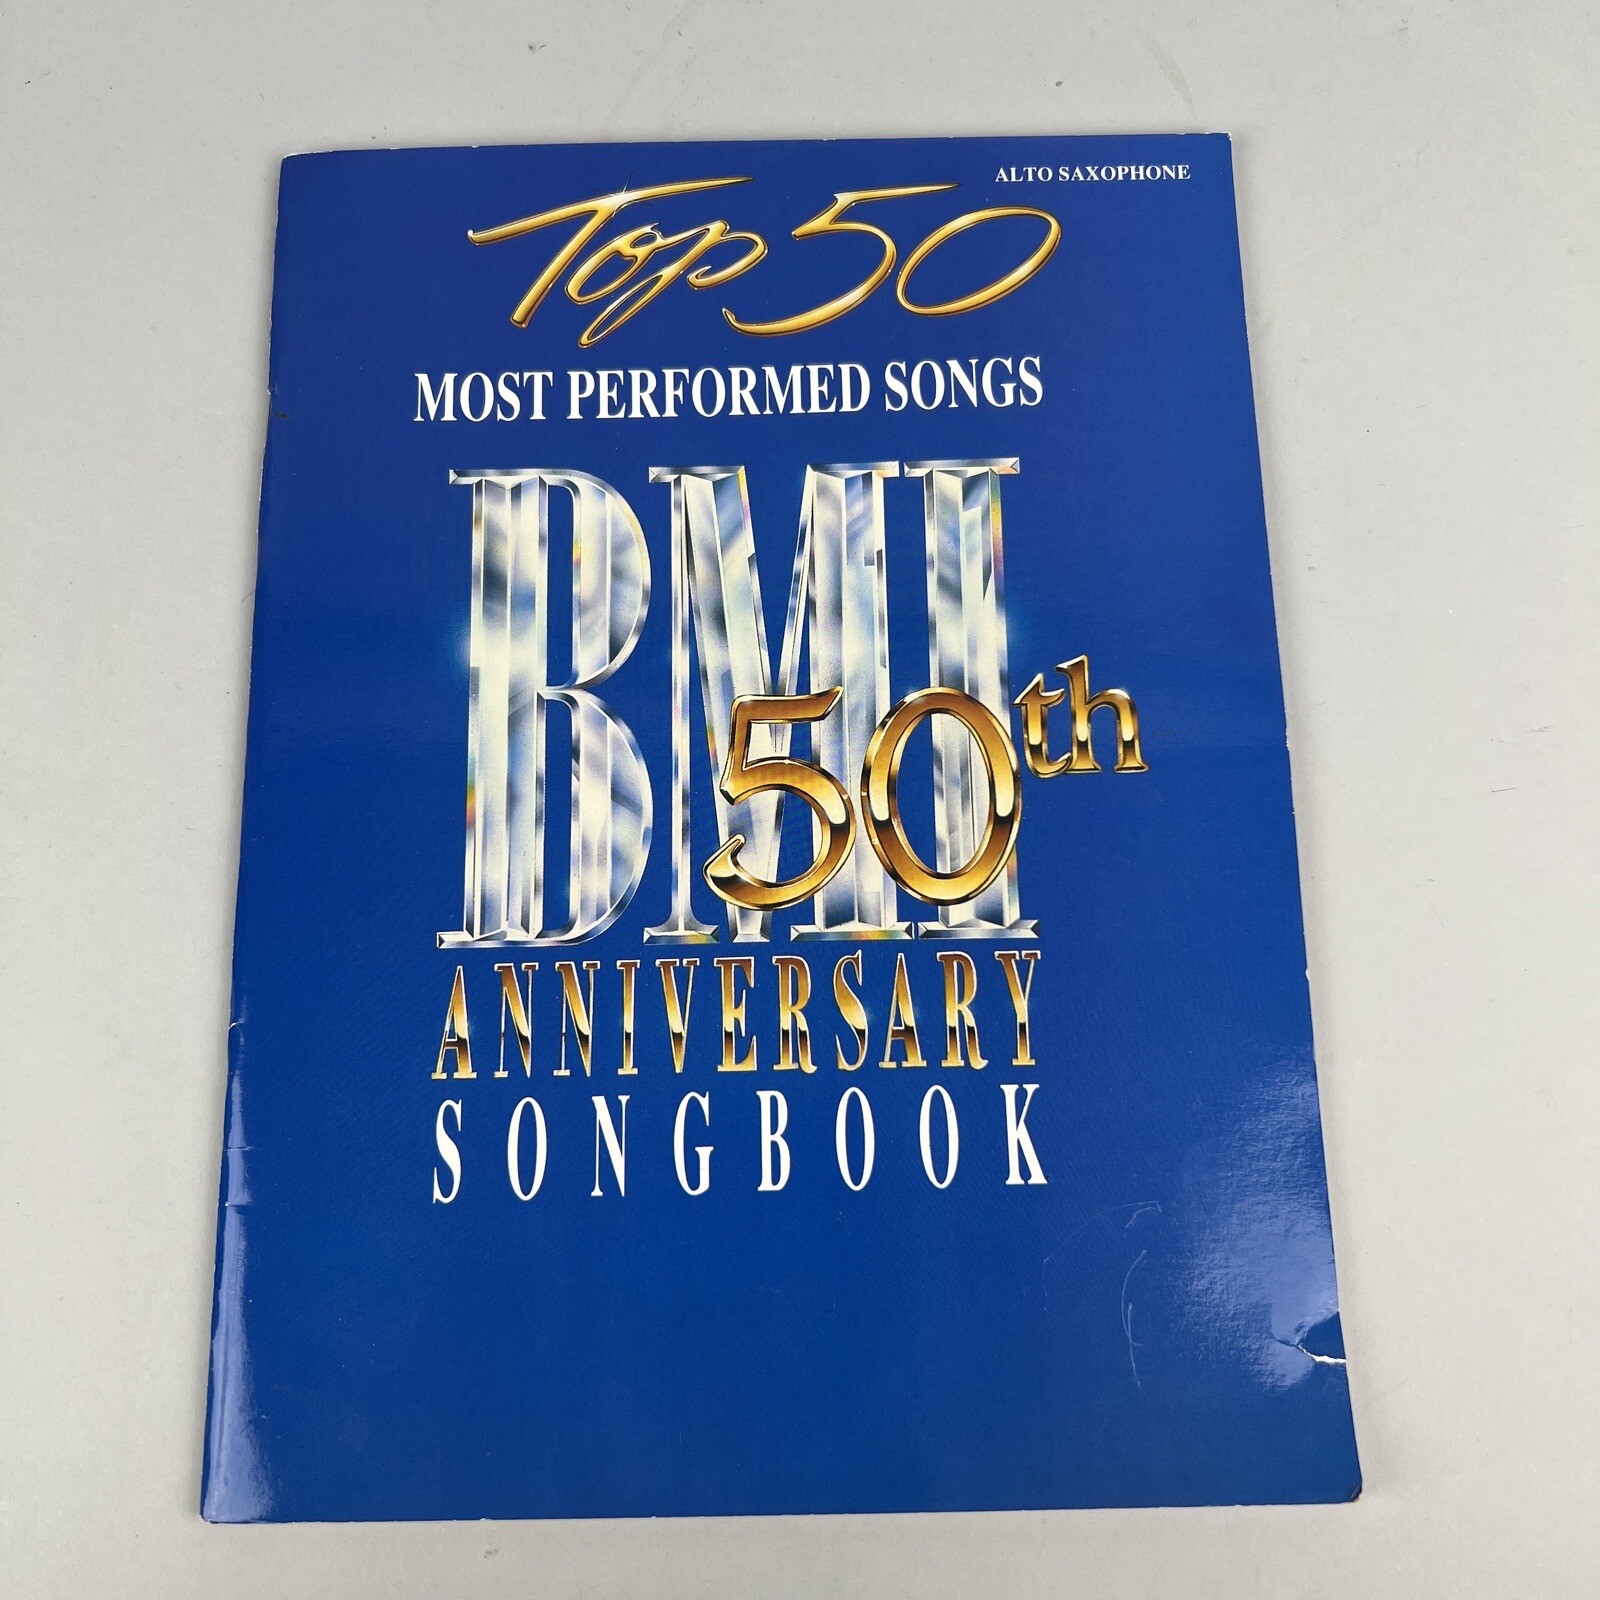 ALTO SAXOPHONE
Top 50
MOST PERFORMED SONGS
BMI
50th
ANNIVERSARY
SONGBOOK